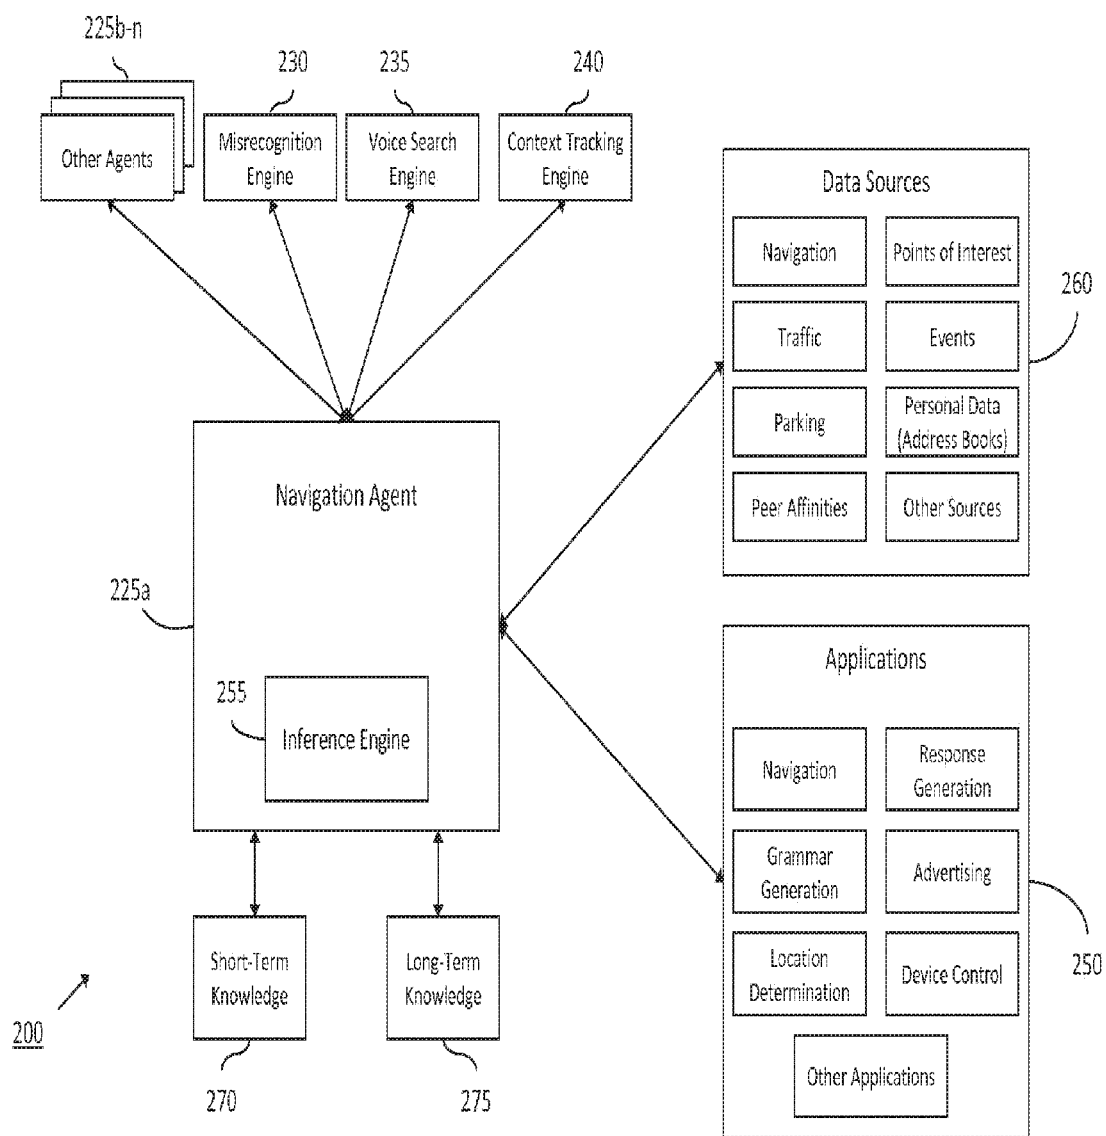 225b-n
230
235
240
Other Agents
Misrecognition
Engine
Voice Search
Engine
Context Tracking
Engine
Data Sources
Navigation
Points of Interest
Traffic
Events
Parking
Personal Data
(Address Books)
Peer Affinities
Other Sources
260
Navigation Agent
225a
255
Inference Engine
Applications
Navigation
Response
Generation
Grammar
Generation
Advertising
Location
Determination
Device Control
Other Applications
250
Short-Term
Knowledge
Long-Term
Knowledge
200
270
275